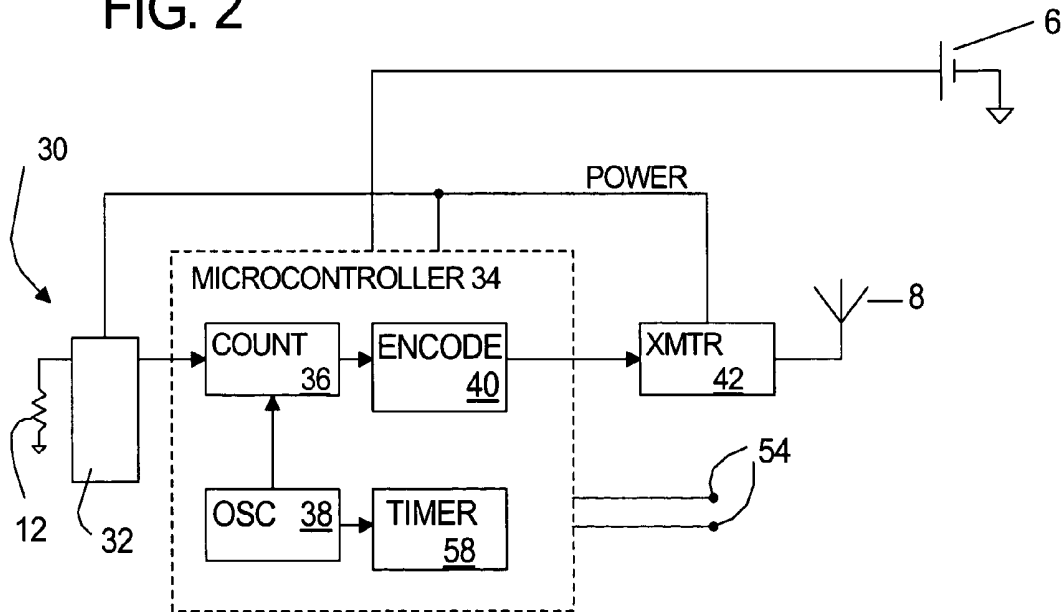 FIG. 2
6
30
POWER
MICROCONTROLLER 34
8
COUNT
36
ENCODE
40
XMTR
42
54
OSC 38
TIMER
58
12
32